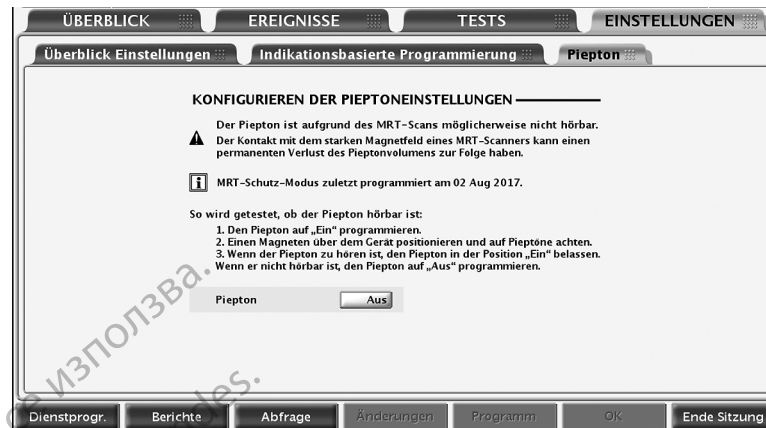 ÜBERBLICK EREIGNISSE TESTS EINSTELLUNGEN
Überblick Einstellungen Indikationsbasierte Programmierung Piepton
KONFIGURIEREN DER PIEPTONEINSTELLUNGEN
Der Piepton ist aufgrund des MRT-Scans möglicherweise nicht hörbar.
Der Kontakt mit dem starken Magnetfeld eines MRT-Scanners kann einen
permanenten Verlust des Pieptonvolumens zur Folge haben.
i MRT-Schutz-Modus zuletzt programmiert am 02 Aug 2017.
So wird getestet, ob der Piepton hörbar ist:
1. Den Piepton auf „Ein“ programmieren.
2. Einen Magneten über dem Gerät positionieren und auf Pieptöne achten.
3. Wenn der Piepton zu hören ist, den Piepton in der Position „Ein“ belassen.
Wenn er nicht hörbar ist, den Piepton auf „Aus“ programmieren.
Piepton Aus
се използва.
des.
Dienstprogr. Berichte Abfrage Änderungen Programm OK Ende Sitzung